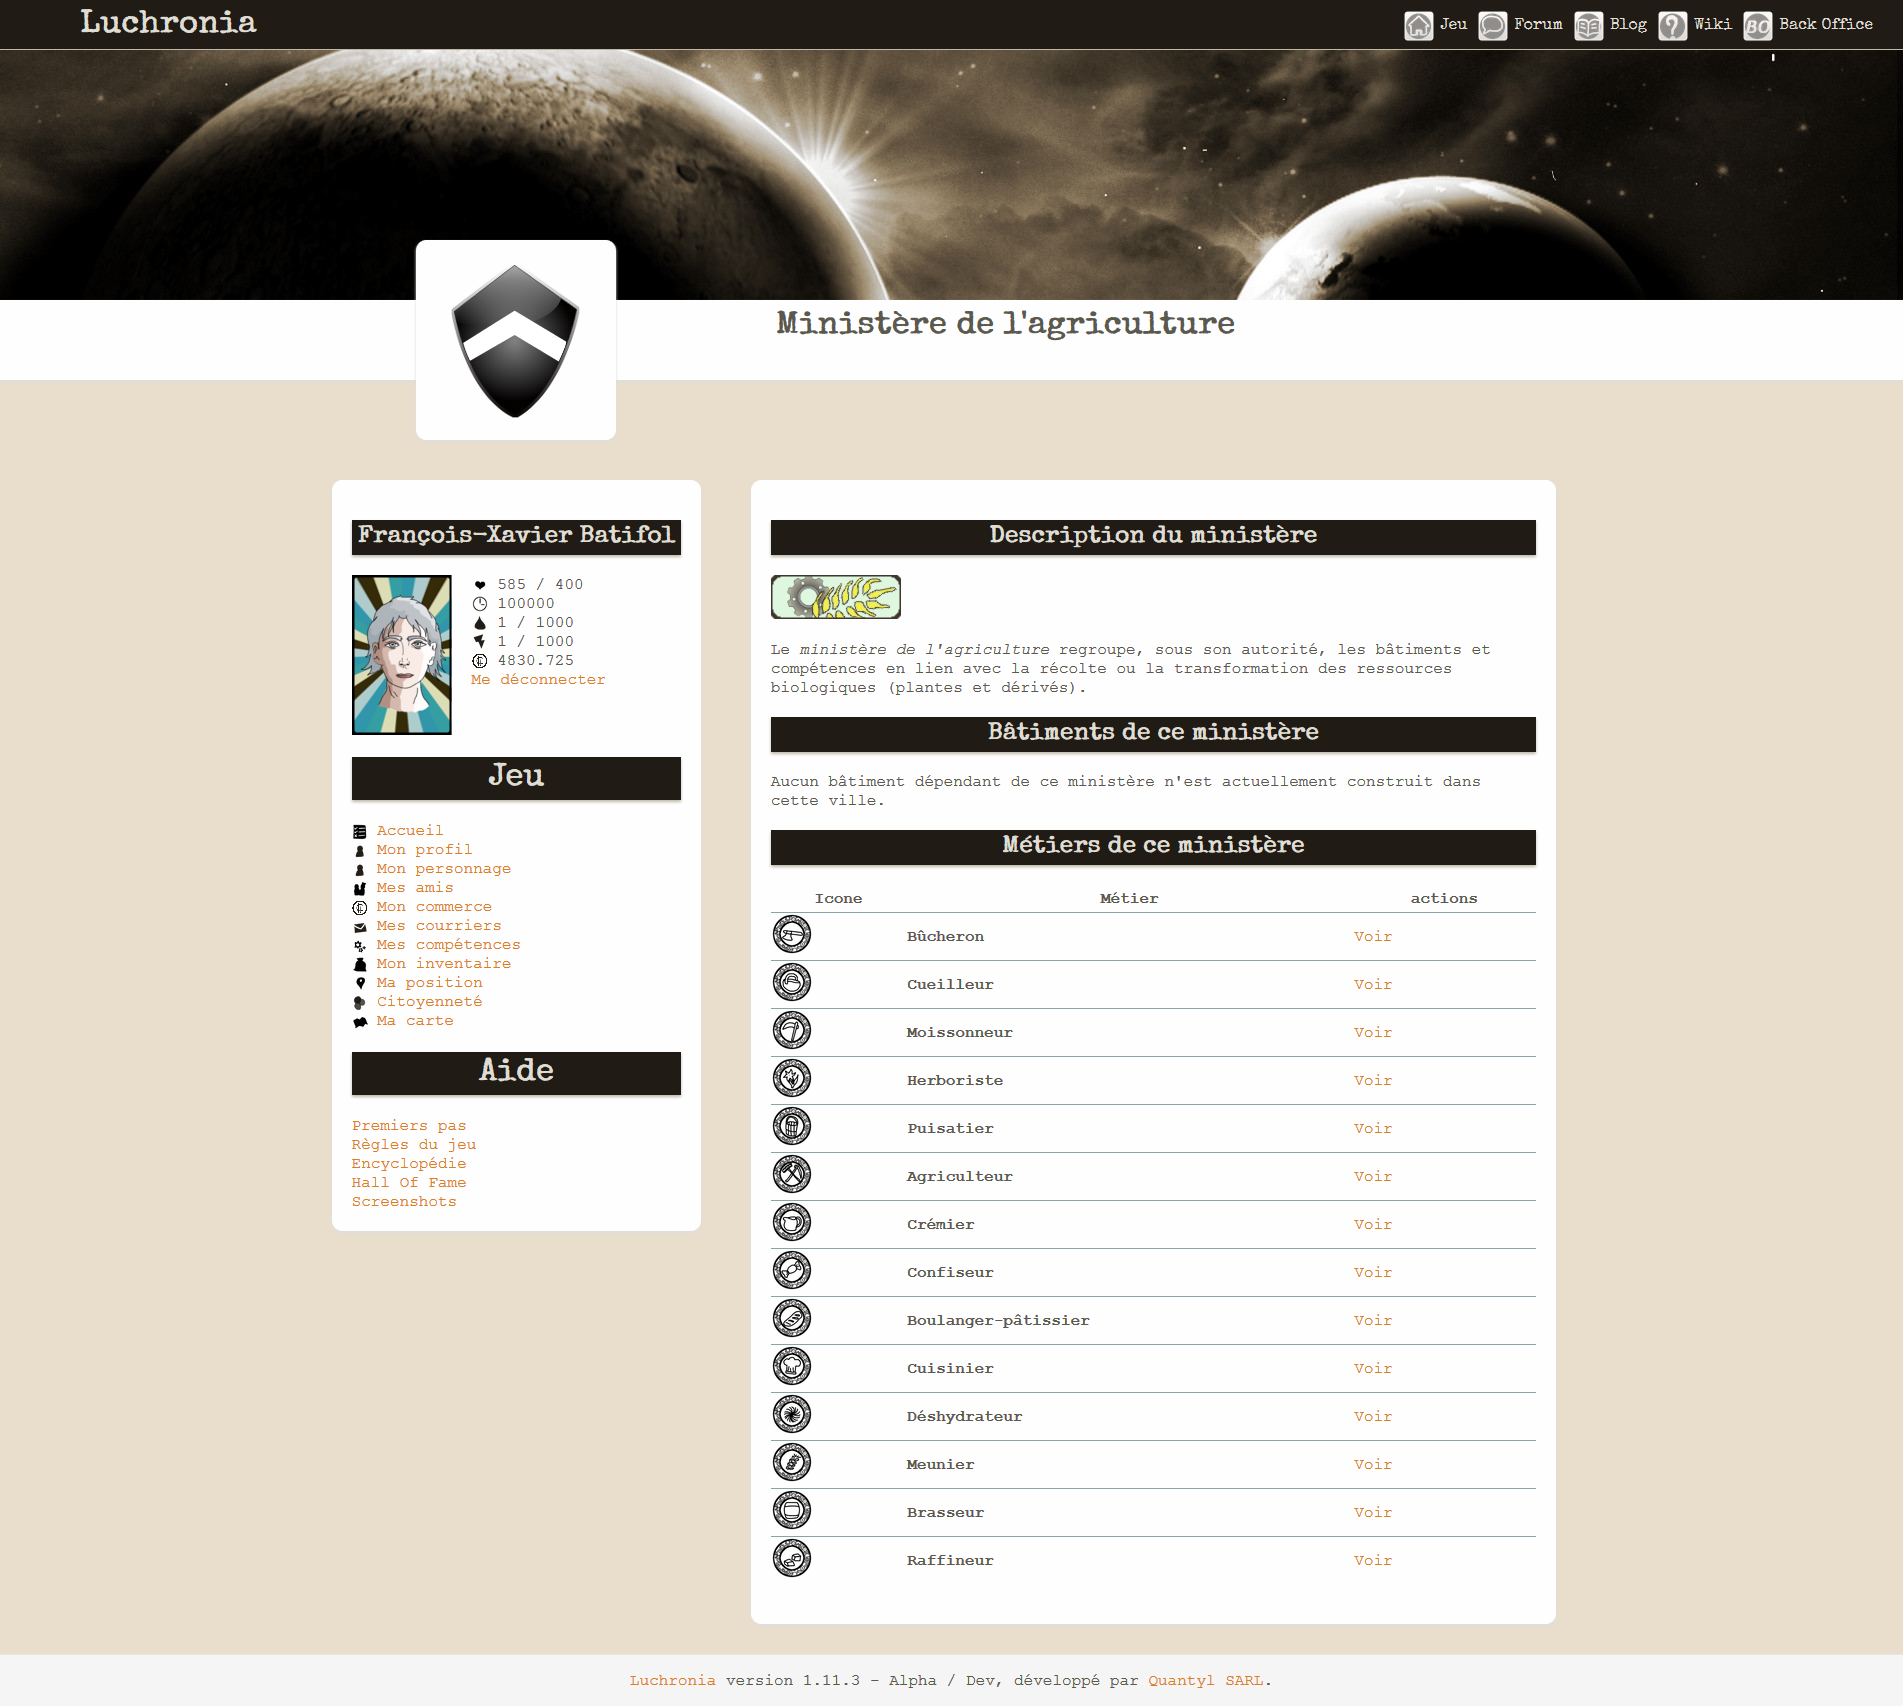 Luchronia
Jeu
Forum
Blog
Wiki
BO
Back Office
Ministère de l'agriculture
François-Xavier Batifol
585 / 400
100000
1 / 1000
1 / 1000
4830.725
Me déconnecter
Jeu
Accueil
Mon profil
Mon personnage
Mes amis
Mon commerce
Mes courriers
Mes compétences
Mon inventaire
Ma position
Citoyenneté
Ma carte
Aide
Premiers pas
Règles du jeu
Encyclopédie
Hall Of Fame
Screenshots
Description du ministère
Le ministère de l'agriculture regroupe, sous son autorité, les bâtiments et
compétences en lien avec la récolte ou la transformation des ressources
biologiques (plantes et dérivés).
Bâtiments de ce ministère
Aucun bâtiment dépendant de ce ministère n'est actuellement construit dans
cette ville.
Métiers de ce ministère
Icone Métier actions
Bûcheron Voir
Cueilleur Voir
Moissonneur Voir
Herboriste Voir
Puisatier Voir
Agriculteur Voir
Crémier Voir
Confiseur Voir
Boulanger-pâtissier Voir
Cuisinier Voir
Déshydrateur Voir
Meunier Voir
Brasseur Voir
Raffineur Voir
Luchronia version 1.11.3 - Alpha / Dev, développé par Quantyl SARL.